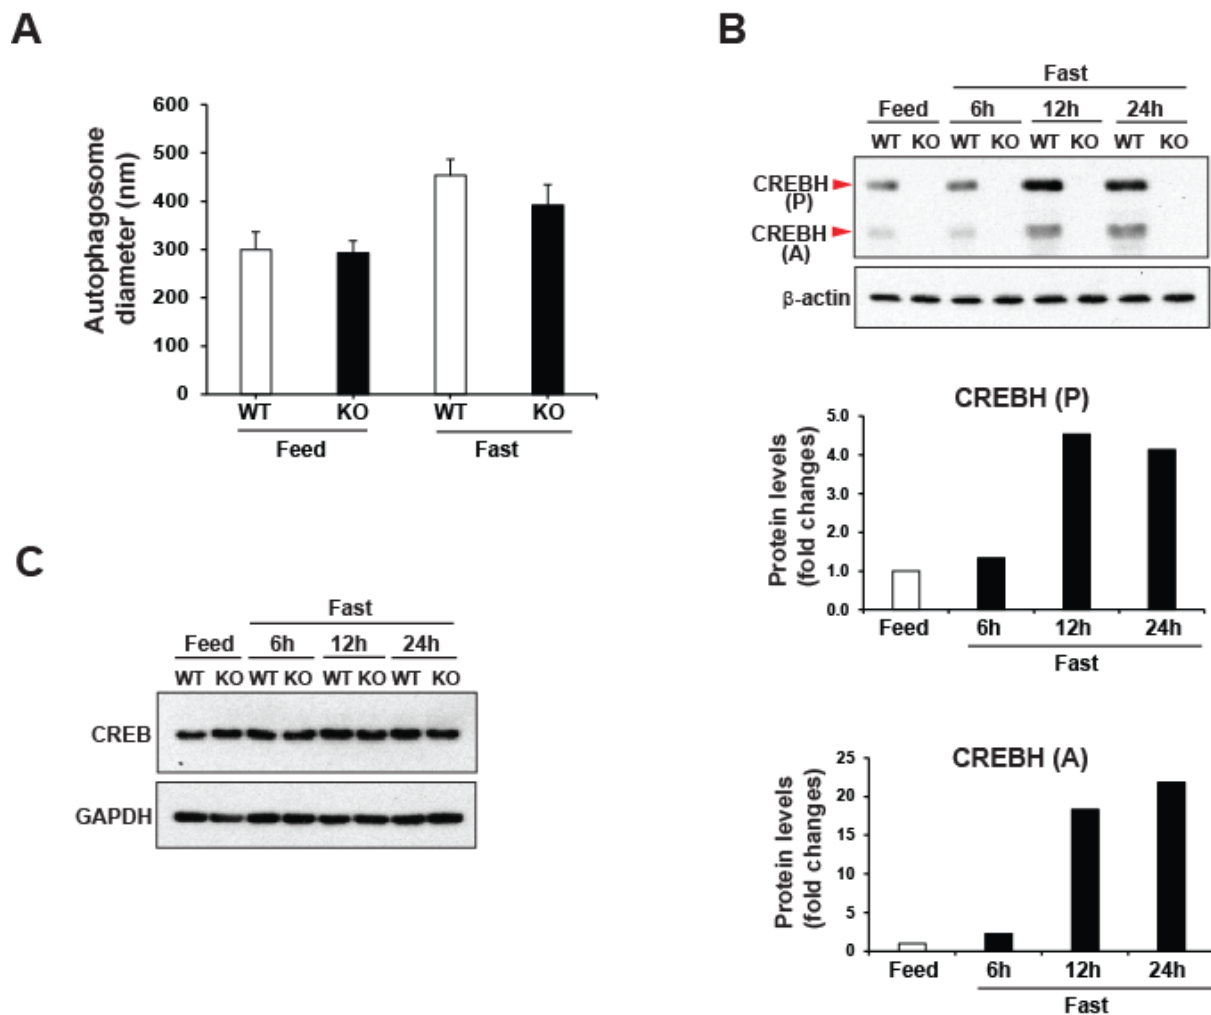 A
600
500
400
300
200
100
0
Autophagosome
diameter (nm)
WT KO WT KO
Feed Fast
B
Fast
Feed 6h 12h 24h
WT KO WT KO WT KO WT KO
CREBH
(P)
CREBH
(A)
β-actin
CREBH (P)
5.0
4.0
3.0
2.0
1.0
0.0
Protein levels
(fold changes)
Feed 6h 12h 24h
Fast
C
Fast
Feed 6h 12h 24h
WT KO WT KO WT KO WT KO
CREB
GAPDH
CREBH (A)
25
20
15
10
5
0
Protein levels
(fold changes)
Feed 6h 12h 24h
Fast